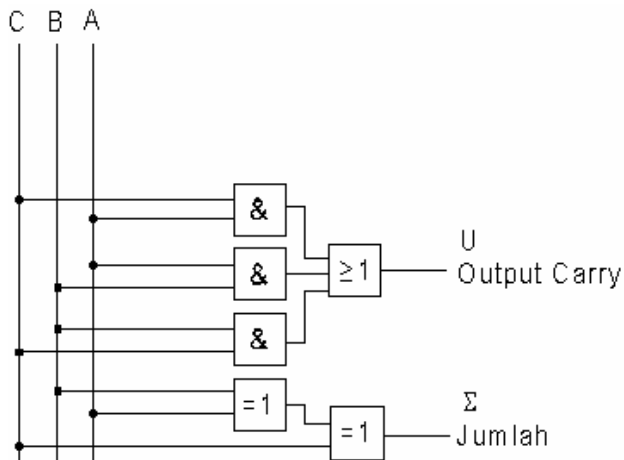 C B A
&
U
& ≥1
Output Carry
&
=1 Σ
=1 Jumlah